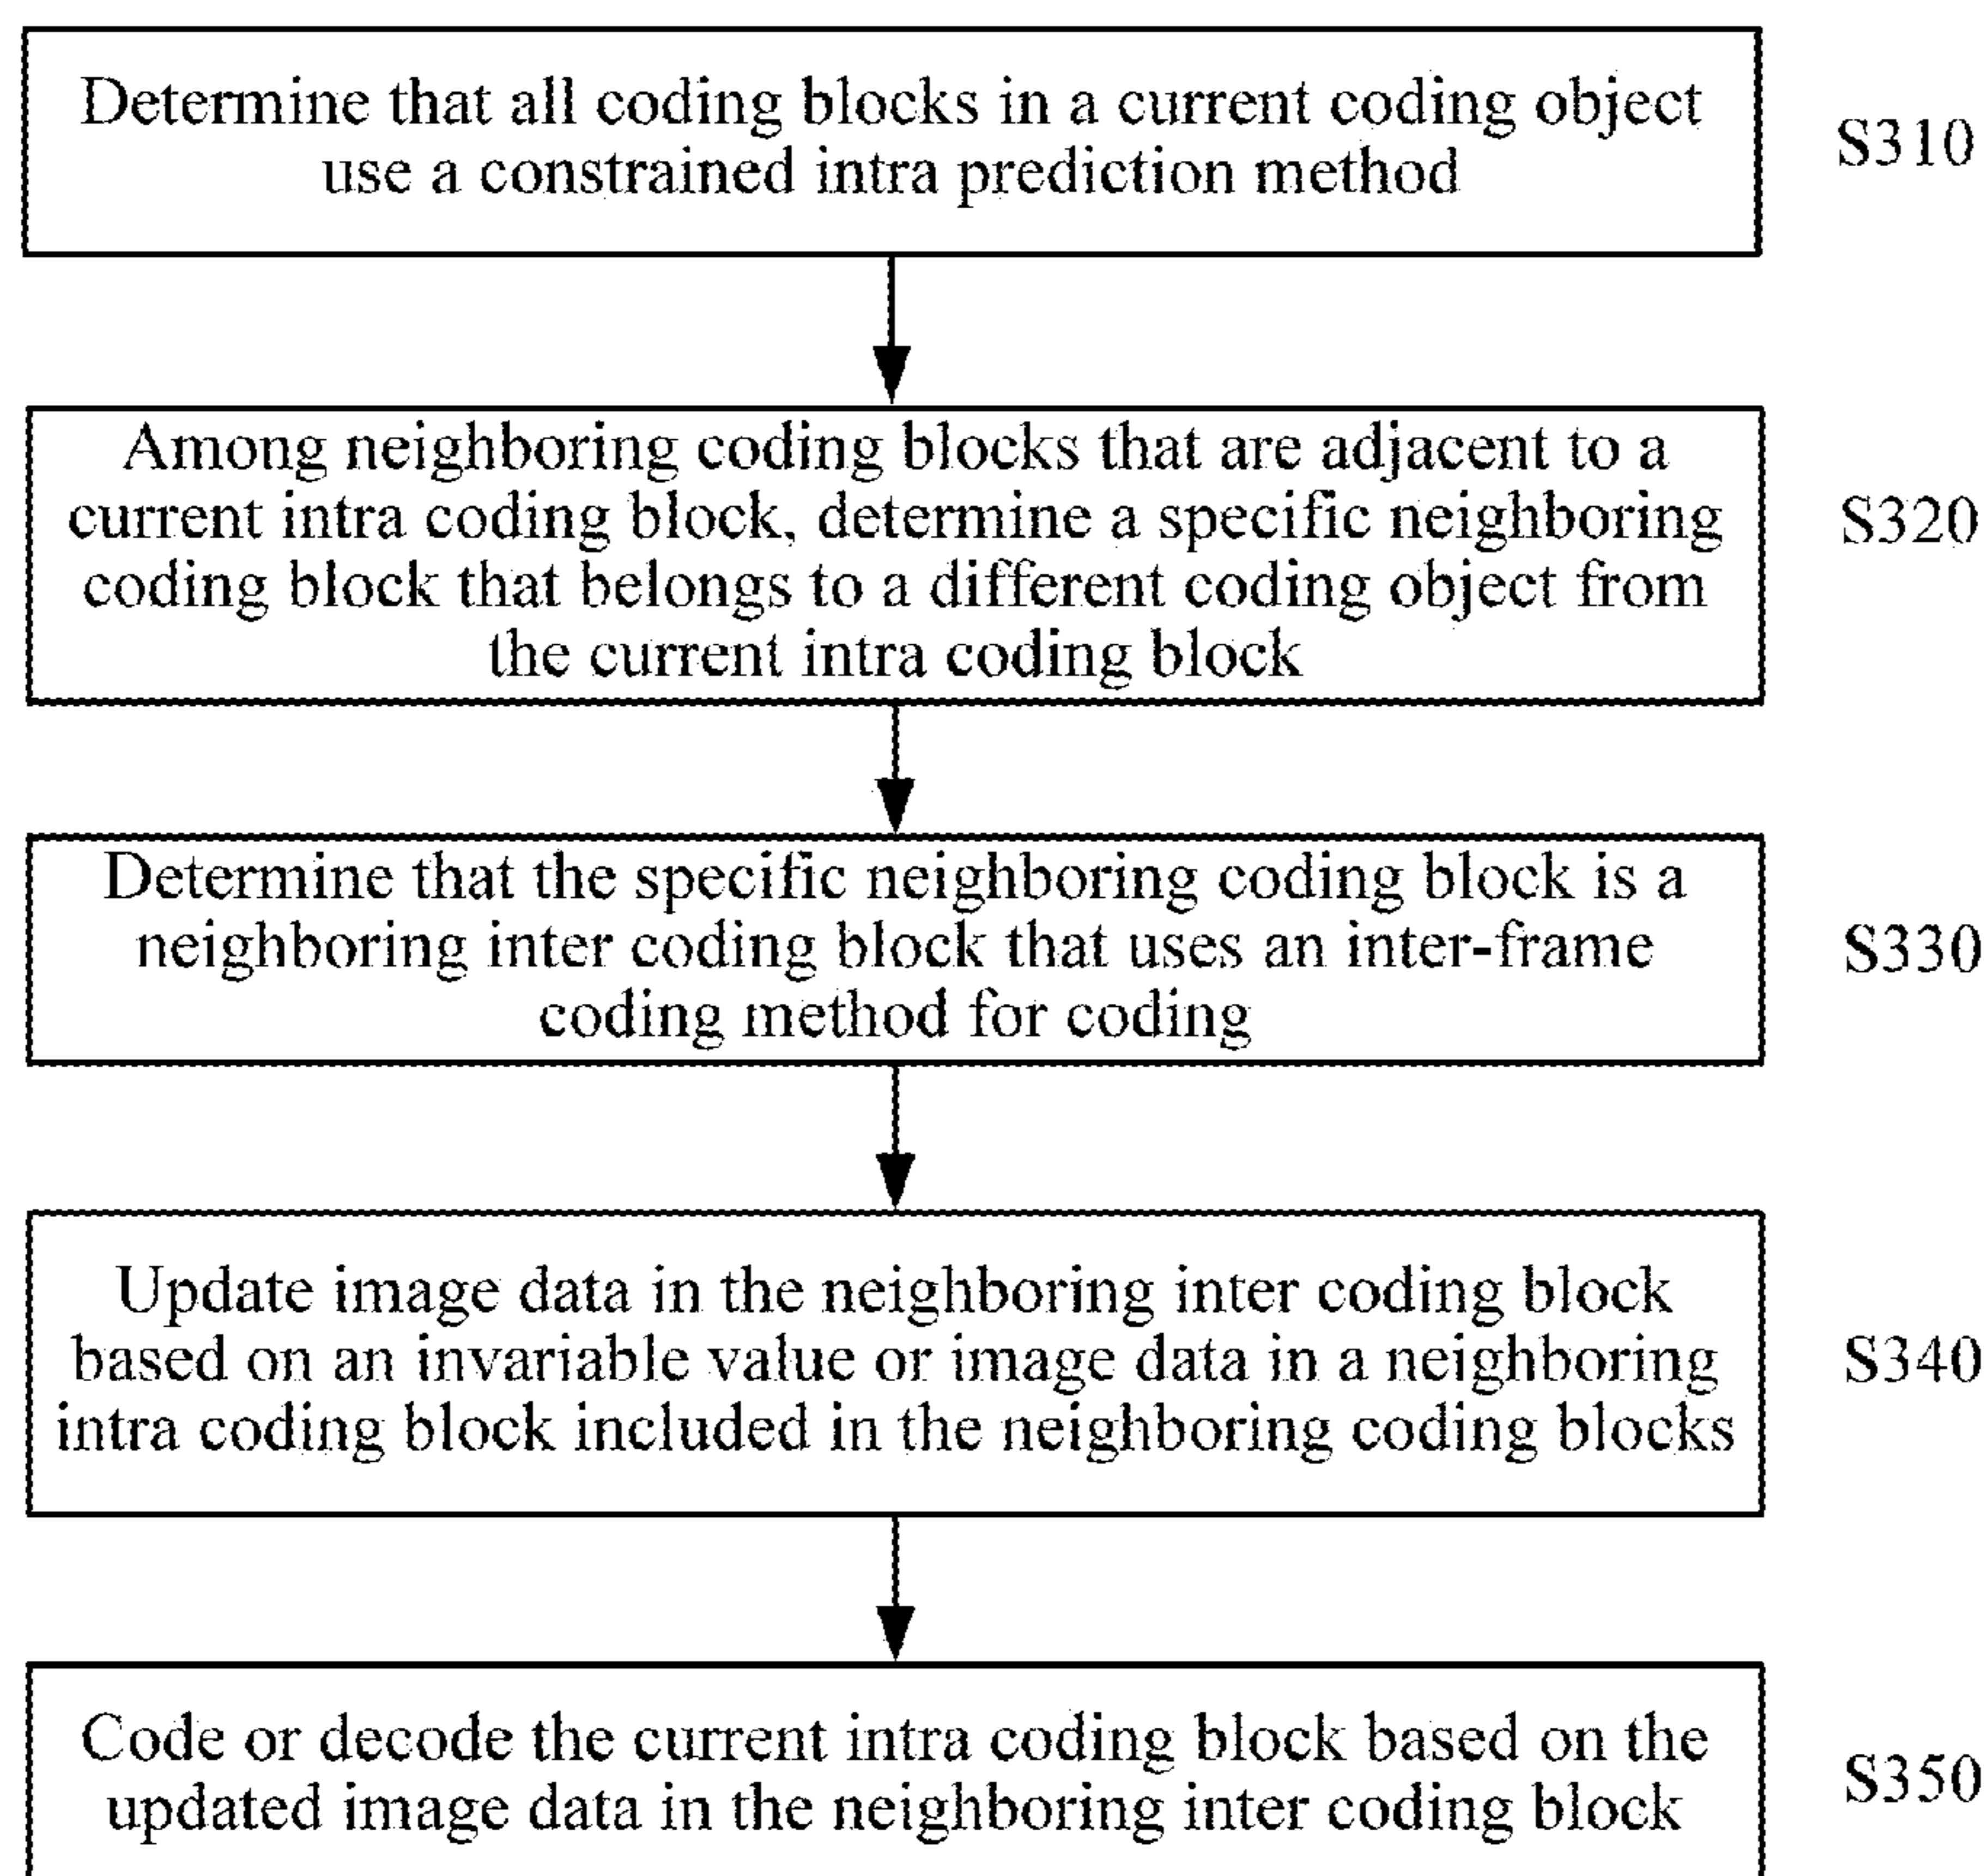 Determine that all coding blocks in a current coding object
use a constrained intra prediction method
S310
Among neighboring coding blocks that are adjacent to a
current intra coding block, determine a specific neighboring
coding block that belongs to a different coding object from
the current intra coding block
S320
Determine that the specific neighboring coding block is a
neighboring inter coding block that uses an inter-frame
coding method for coding
S330
Update image data in the neighboring inter coding block
based on an invariable value or image data in a neighboring
intra coding block included in the neighboring coding blocks
S340
Code or decode the current intra coding block based on the
updated image data in the neighboring inter coding block
S350